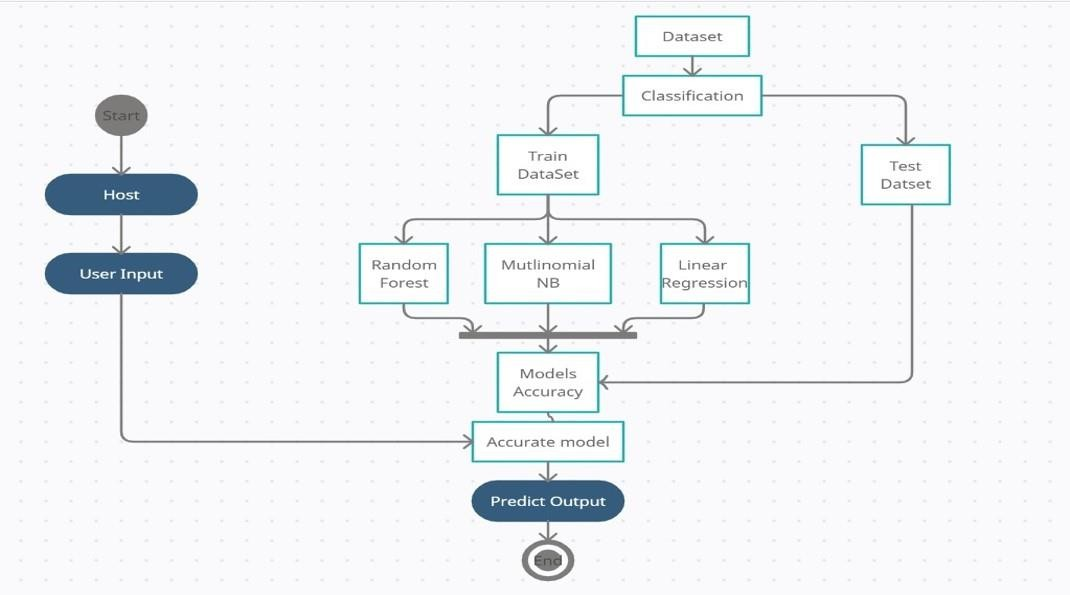 Dataset
Classification
Start
Train
DataSet
Test
Datset
Host
Random
Forest
Mutlinomial
NB
Linear
Regression
User Input
Models
Accuracy
Accurate model
Predict Output
End